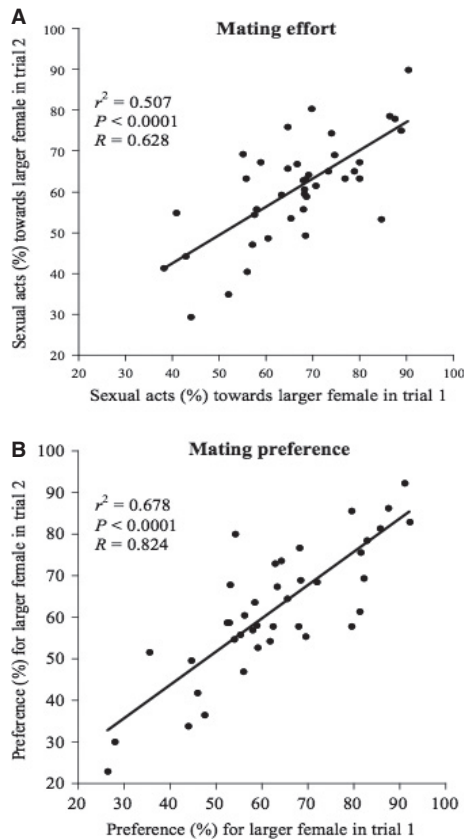 A
Mating effort
100
90
80
70
60
50
40
30
20
r² = 0.507
P < 0.0001
R = 0.628
Sexual acts (%) towards larger female in trial 2
20 30 40 50 60 70 80 90 100
Sexual acts (%) towards larger female in trial 1
B
Mating preference
100
90
80
70
60
50
40
30
20
r² = 0.678
P < 0.0001
R = 0.824
Preference (%) for larger female in trial 2
20 30 40 50 60 70 80 90 100
Preference (%) for larger female in trial 1